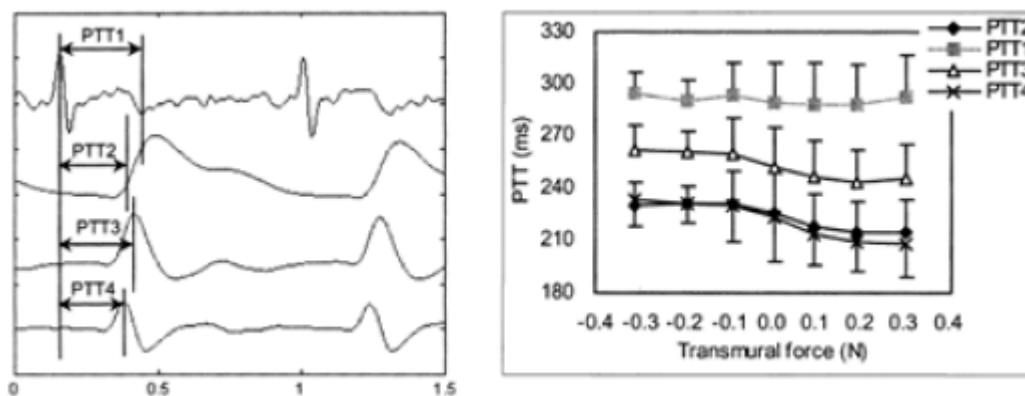 PTT1
PTT2
PTT3
PTT4
0
0.5
1
1.5
330
300
270
240
210
180
PTT (ms)
-0.4 -0.3 -0.2 -0.1 0.0 0.1 0.2 0.3 0.4
Transmural force (N)
PTT2
PTT1
PTT3
PTT4